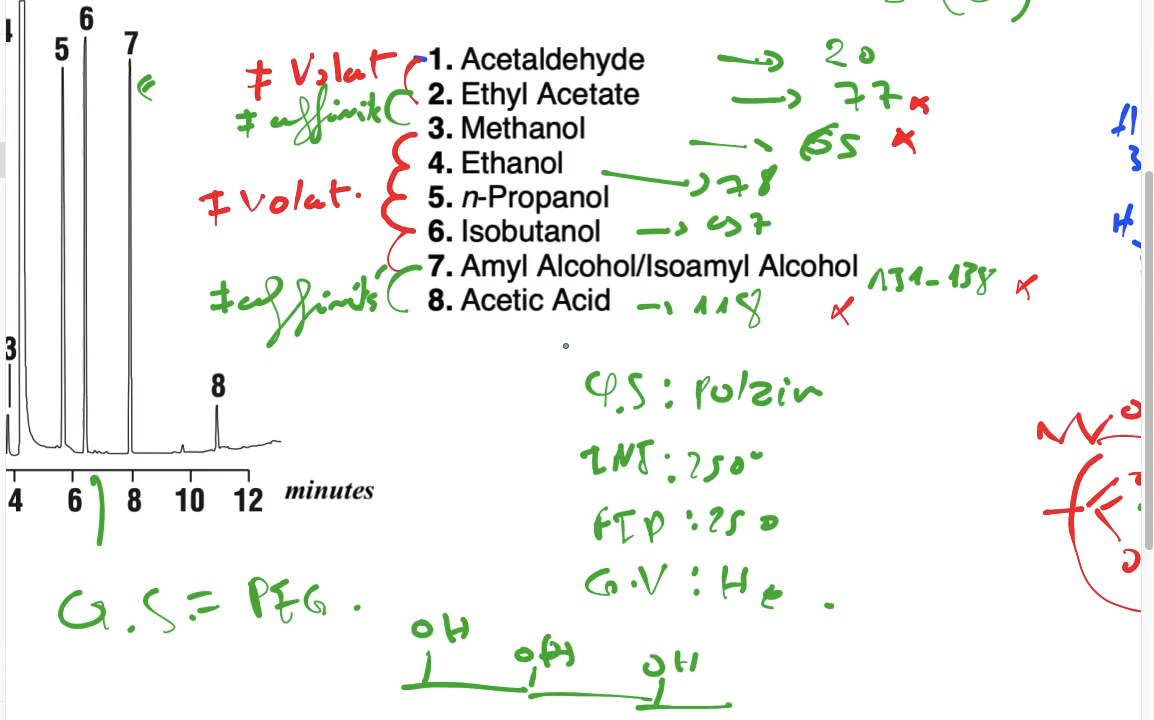 4 5 6 7
≠ Volat
1. Acetaldehyde → 20
≠ affinité
2. Ethyl Acetate → 77
3. Methanol → 65
4. Ethanol → 78
≠ Volat.
5. n-Propanol
6. Isobutanol →
7. Amyl Alcohol/Isoamyl Alcohol 131-138
≠ affinité
8. Acetic Acid → 118
3
8
INJ: 250°
FID: 250
G.V: He
4 6 8 10 12 minutes
= PEG.
OH
OH